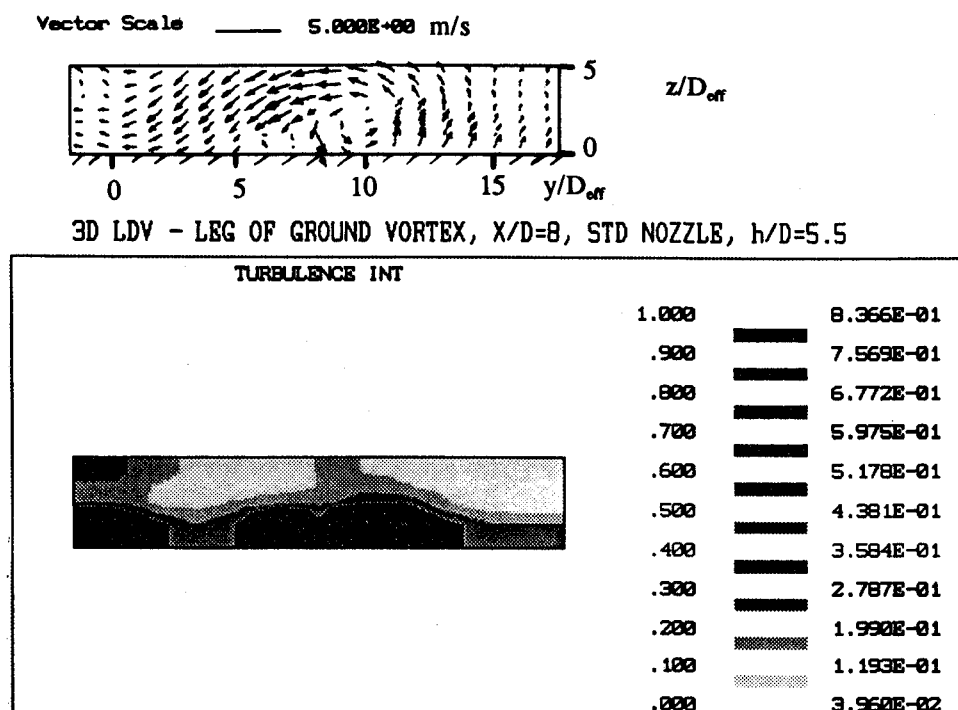 Vector Scale 5.000E+00 m/s
5
z/D_eff
0
0 5 10 15 y/D_eff
3D LDV - LEG OF GROUND VORTEX, X/D=8, STD NOZZLE, h/D=5.5
TURBULENCE INT
1.000 8.366E-01
.900 7.569E-01
.800 6.772E-01
.700 5.975E-01
.600 5.178E-01
.500 4.381E-01
.400 3.584E-01
.300 2.787E-01
.200 1.990E-01
.100 1.193E-01
.000 3.960E-02